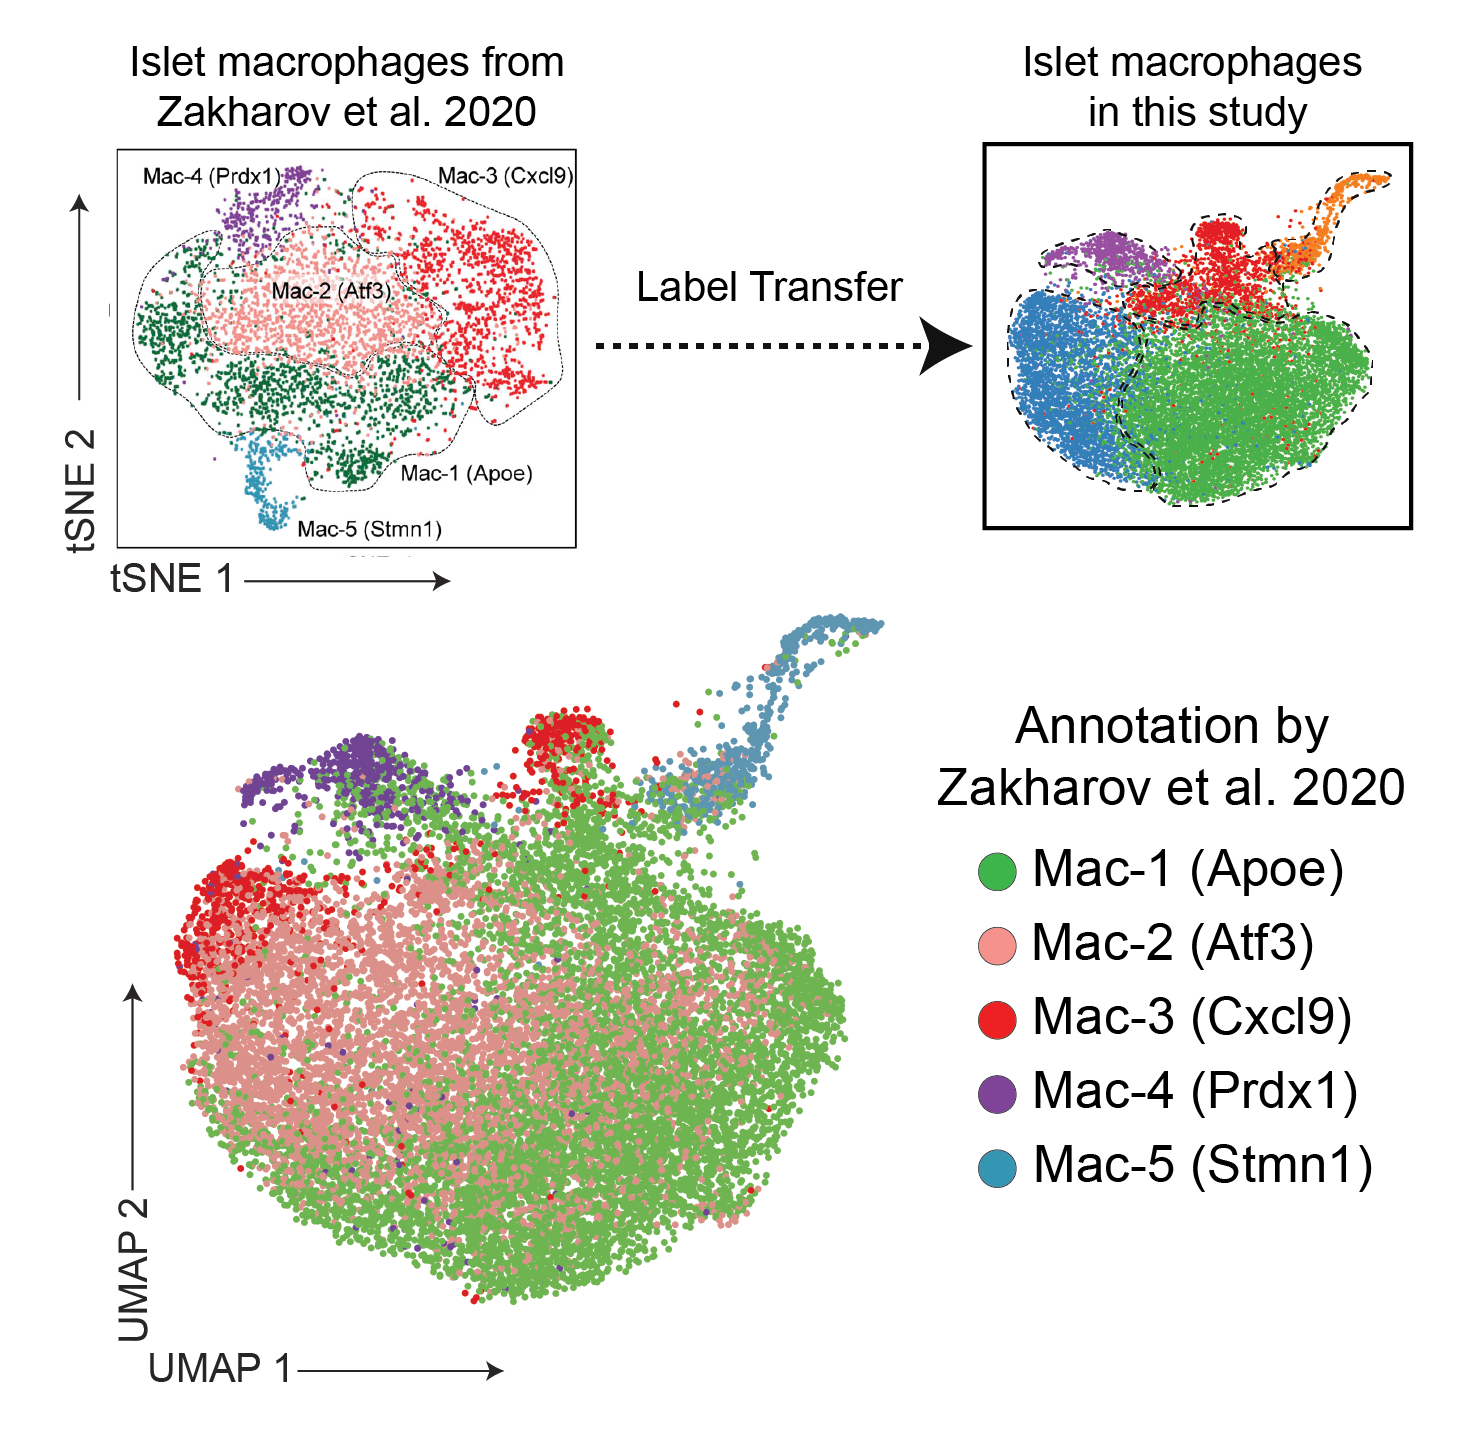 Islet macrophages from
Zakharov et al. 2020
Islet macrophages
in this study
Mac-4 (Prdx1)
Mac-3 (Cxcl9)
Mac-2 (Atf3)
Mac-1 (Apoe)
Mac-5 (Stmn1)
tSNE 2
tSNE 1
Label Transfer
Annotation by
Zakharov et al. 2020
Mac-1 (Apoe)
Mac-2 (Atf3)
Mac-3 (Cxcl9)
Mac-4 (Prdx1)
Mac-5 (Stmn1)
UMAP 2
UMAP 1